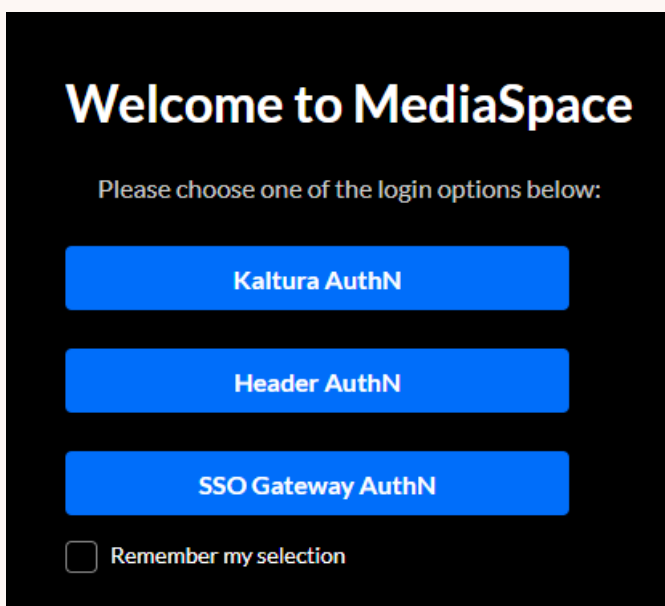 Welcome to MediaSpace
Please choose one of the login options below:
Kaltura AuthN
Header AuthN
SSO Gateway AuthN
Remember my selection